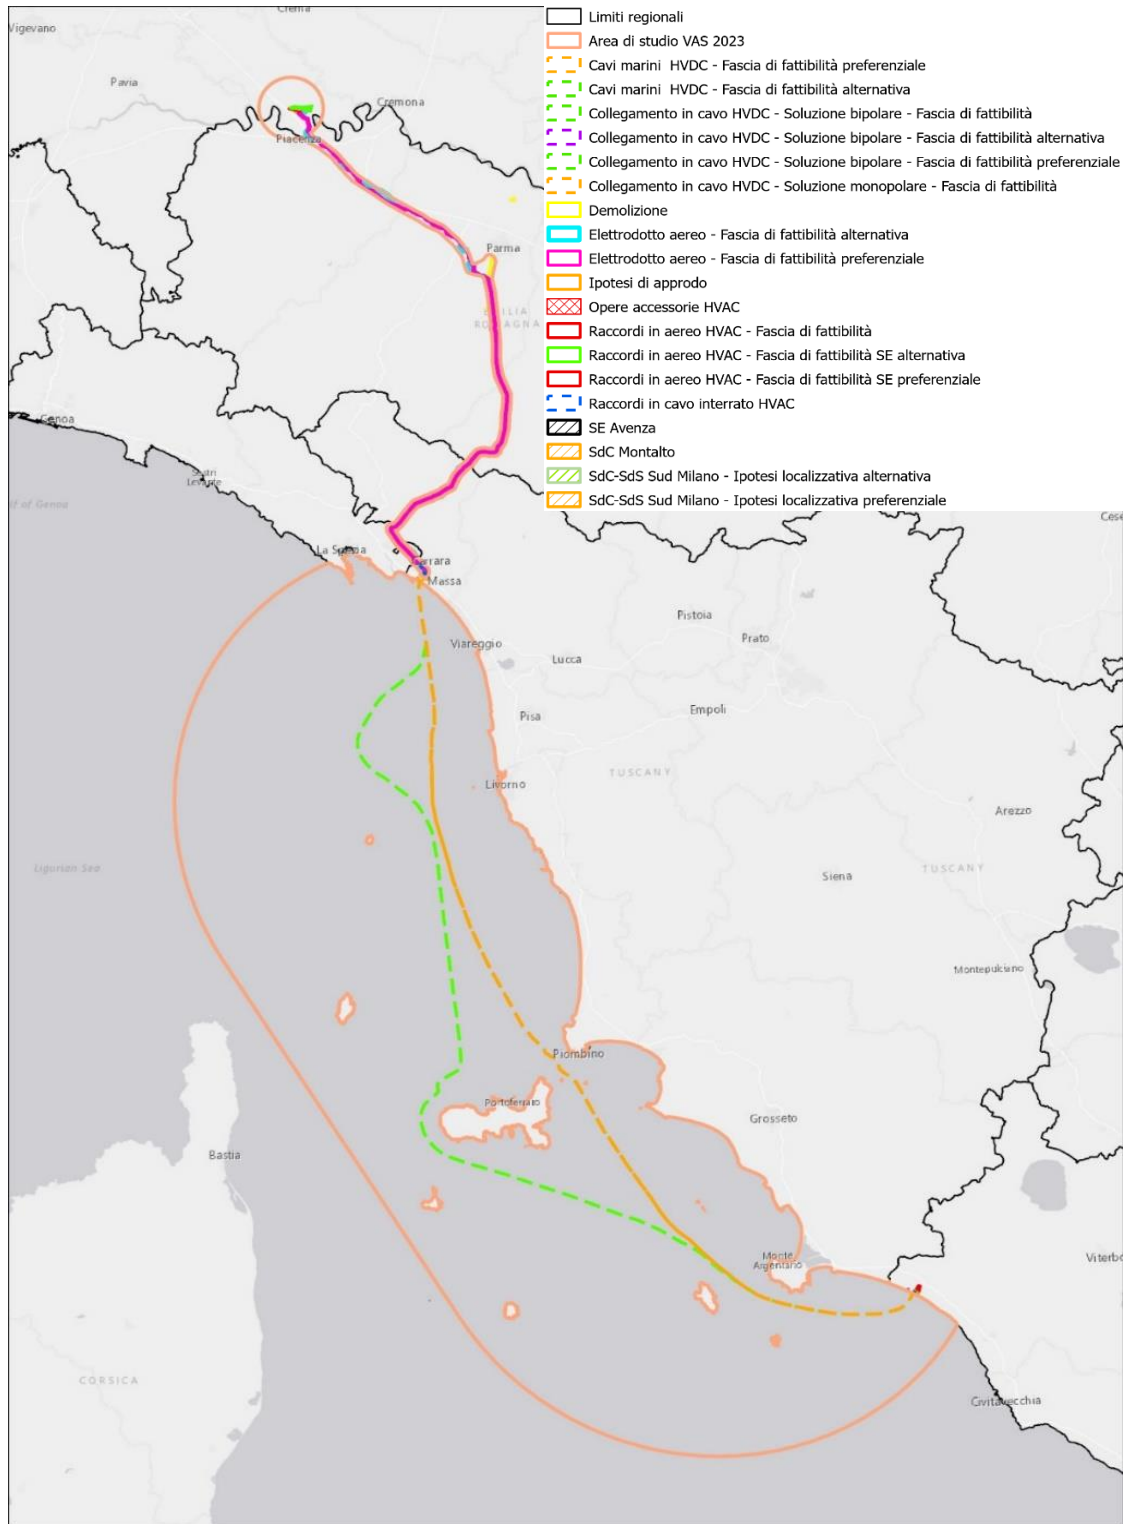 Crema
Vigevano
Pavia
Cremona
Piacenza
Parma
EMILIA
ROMAGNA
Genoa
Sestri
Levante
Gulf of Genoa
La Spezia
Carrara
Massa
Limiti regionali
Area di studio VAS 2023
Cavi marini HVDC - Fascia di fattibilità preferenziale
Cavi marini HVDC - Fascia di fattibilità alternativa
Collegamento in cavo HVDC - Soluzione bipolare - Fascia di fattibilità
Collegamento in cavo HVDC - Soluzione bipolare - Fascia di fattibilità alternativa
Collegamento in cavo HVDC - Soluzione bipolare - Fascia di fattibilità preferenziale
Collegamento in cavo HVDC - Soluzione monopolare - Fascia di fattibilità
Demolizione
Elettrodotto aereo - Fascia di fattibilità alternativa
Elettrodotto aereo - Fascia di fattibilità preferenziale
Ipotesi di approdo
Opere accessorie HVAC
Raccordi in aereo HVAC - Fascia di fattibilità
Raccordi in aereo HVAC - Fascia di fattibilità SE alternativa
Raccordi in aereo HVAC - Fascia di fattibilità SE preferenziale
Raccordi in cavo interrato HVAC
SE Avenza
SdC Montalto
SdC-SdS Sud Milano - Ipotesi localizzativa alternativa
SdC-SdS Sud Milano - Ipotesi localizzativa preferenziale
Cese
Pistoia
Prato
Viareggio
Lucca
Empoli
Pisa
TUSCANY
Livorno
Arezzo
Ligurian Sea
Siena
TUSCANY
Montepulciano
Piombino
Portoferraio
Grosseto
Bastia
Monte
Argentario
Viterbo
CORSICA
Civitavecchia